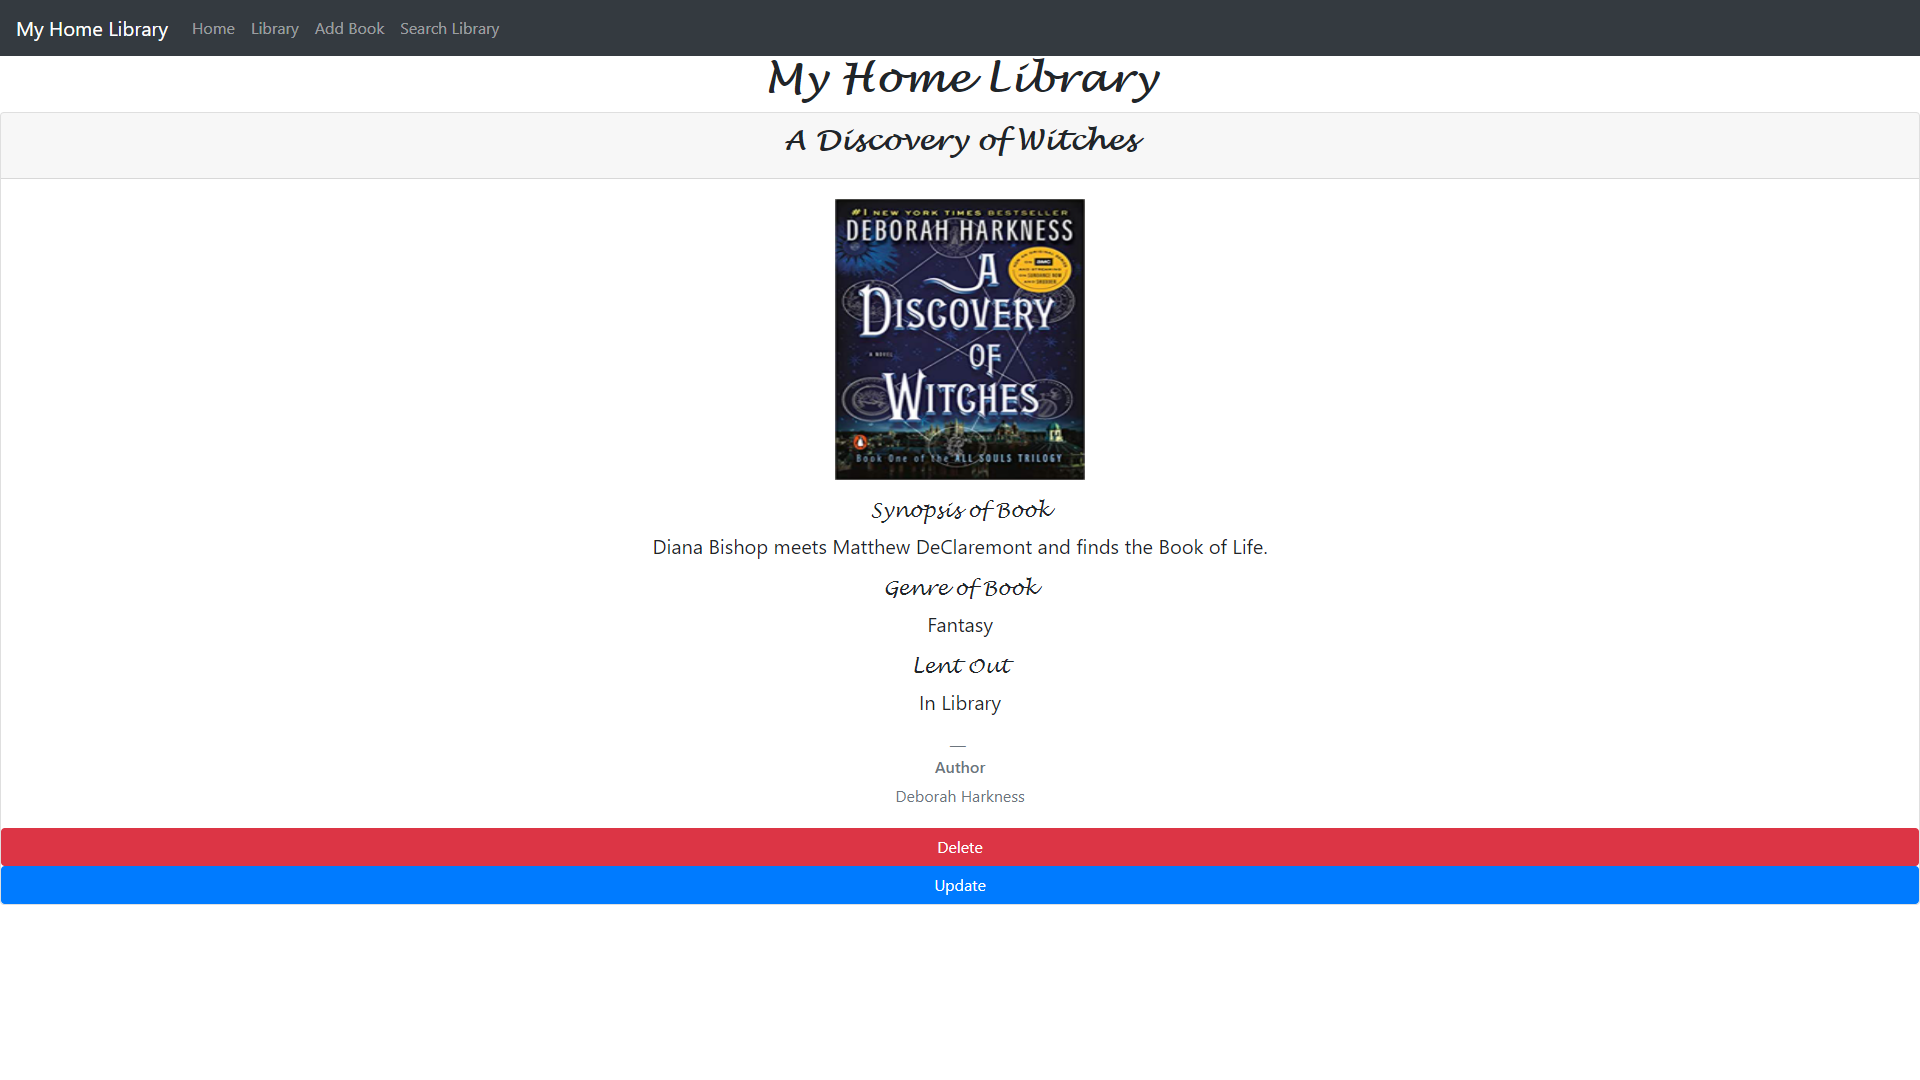 My Home Library Home Library Add Book Search Library
My Home Library
A Discovery of Witches
#1 NEW YORK TIMES BESTSELLER
DEBORAH HARKNESS
A
DISCOVERY
A NOVEL
OF
WITCHES
Book One of the ALL SOULS TRILOGY
Synopsis of Book
Diana Bishop meets Matthew DeClaremont and finds the Book of Life.
Genre of Book
Fantasy
Lent Out
In Library
—
Author
Deborah Harkness
Delete
Update